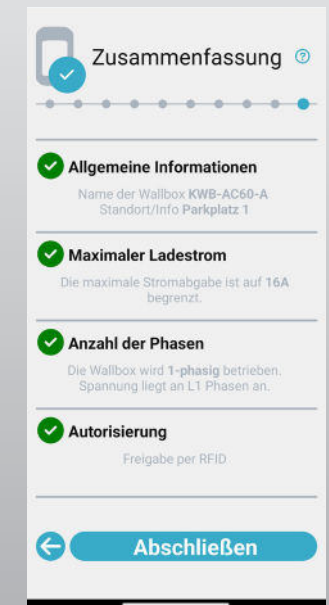 Zusammenfassung ?
Allgemeine Informationen
Name der Wallbox KWB-AC60-A
Standort/Info Parkplatz 1
Maximaler Ladestrom
Die maximale Stromabgabe ist auf 16A
begrenzt.
Anzahl der Phasen
Die Wallbox wird 1-phasig betrieben.
Spannung liegt an L1 Phasen an.
Autorisierung
Freigabe per RFID
Abschließen